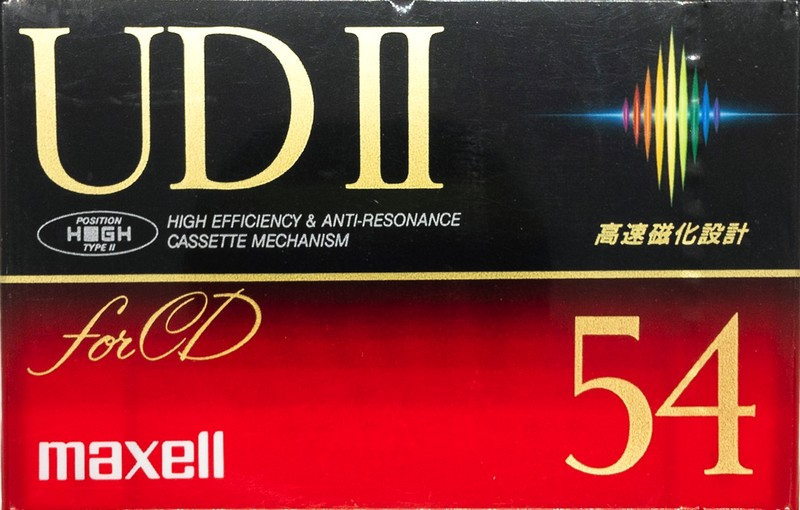 UD II
POSITION
HIGH
TYPE II
HIGH EFFICIENCY & ANTI-RESONANCE
CASSETTE MECHANISM
高速磁化設計
for CD
54
maxell